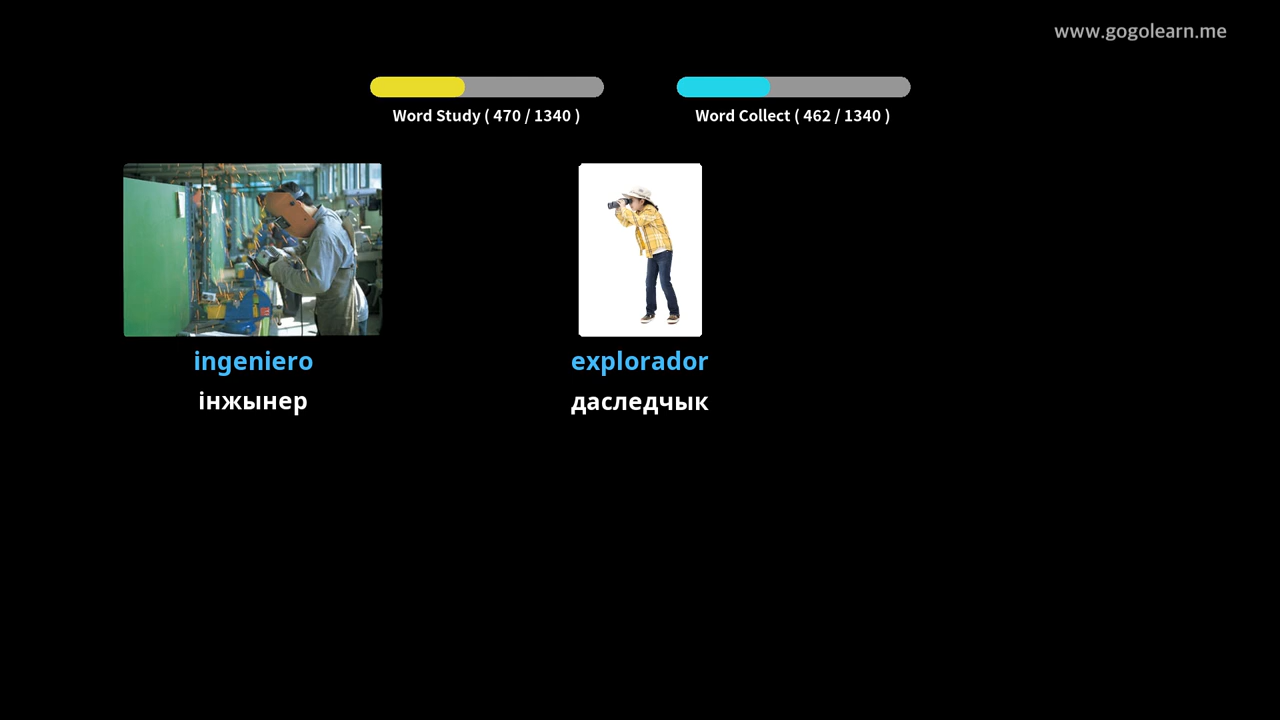 www.gogolearn.me
Word Study ( 470 / 1340 )
Word Collect ( 462 / 1340 )
ingeniero
інжынер
explorador
даследчык